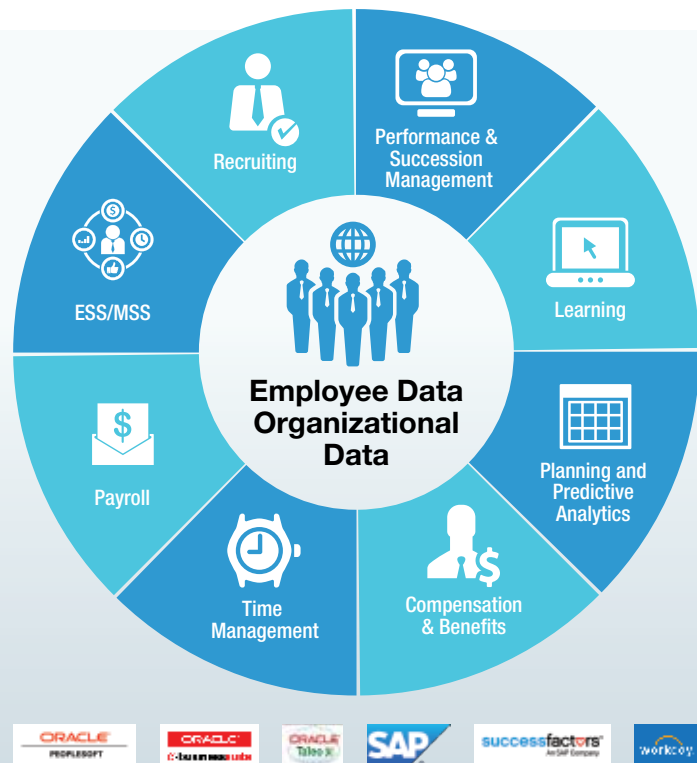 Recruiting
Performance &
Succession
Management
Learning
Planning and
Predictive
Analytics
Compensation
& Benefits
Time
Management
Payroll
$
ESS/MSS
$
$
Employee Data
Organizational
Data
ORACLE
PEOPLESOFT
ORACLE
ORACLE
Taleo
SAP
successfactors
An SAP Company
workday